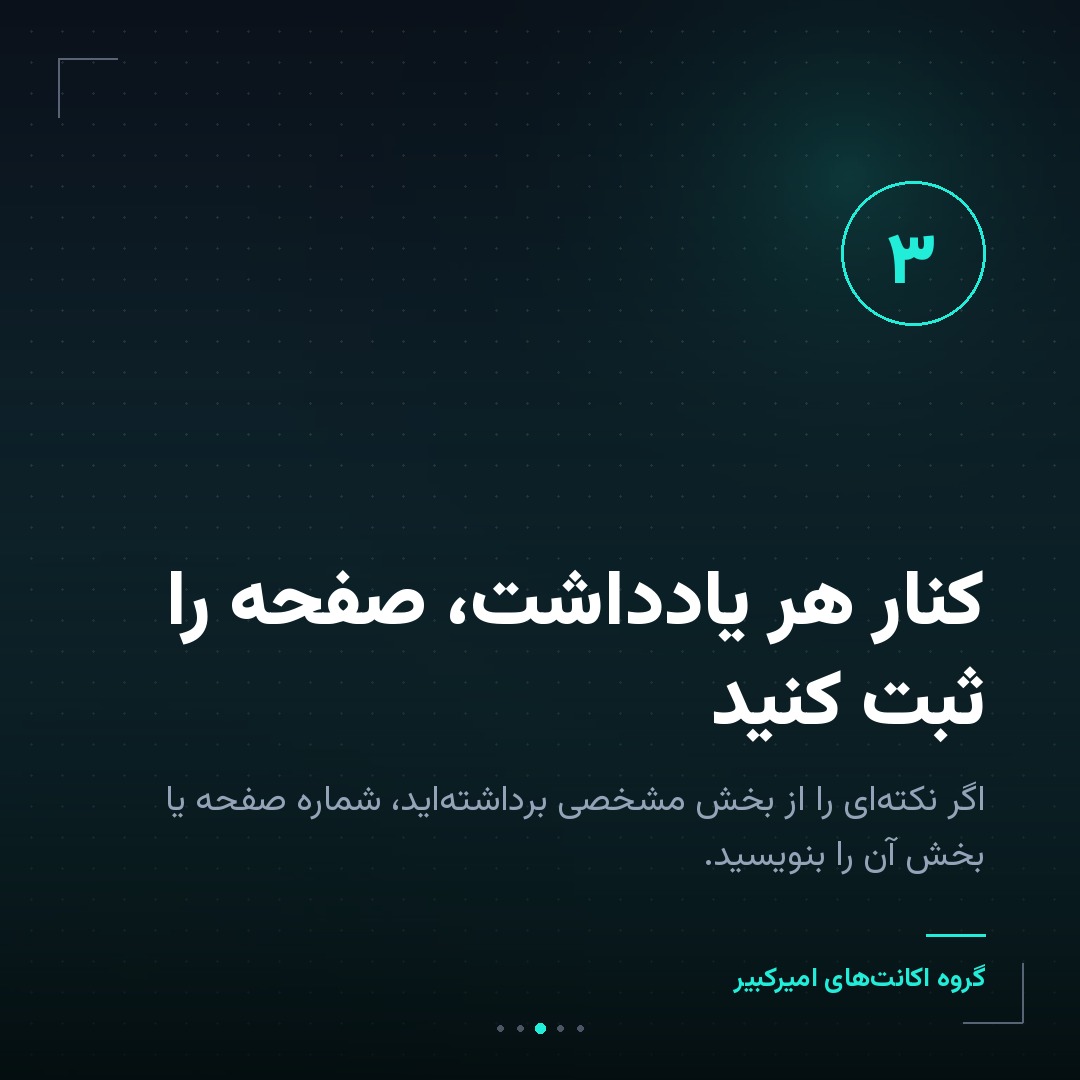 ۳
کنار هر یادداشت، صفحه را
ثبت کنید
اگر نکته‌ای را از بخش مشخصی برداشته‌اید، شماره صفحه یا
بخش آن را بنویسید.
گروه اکانت‌های امیرکبیر